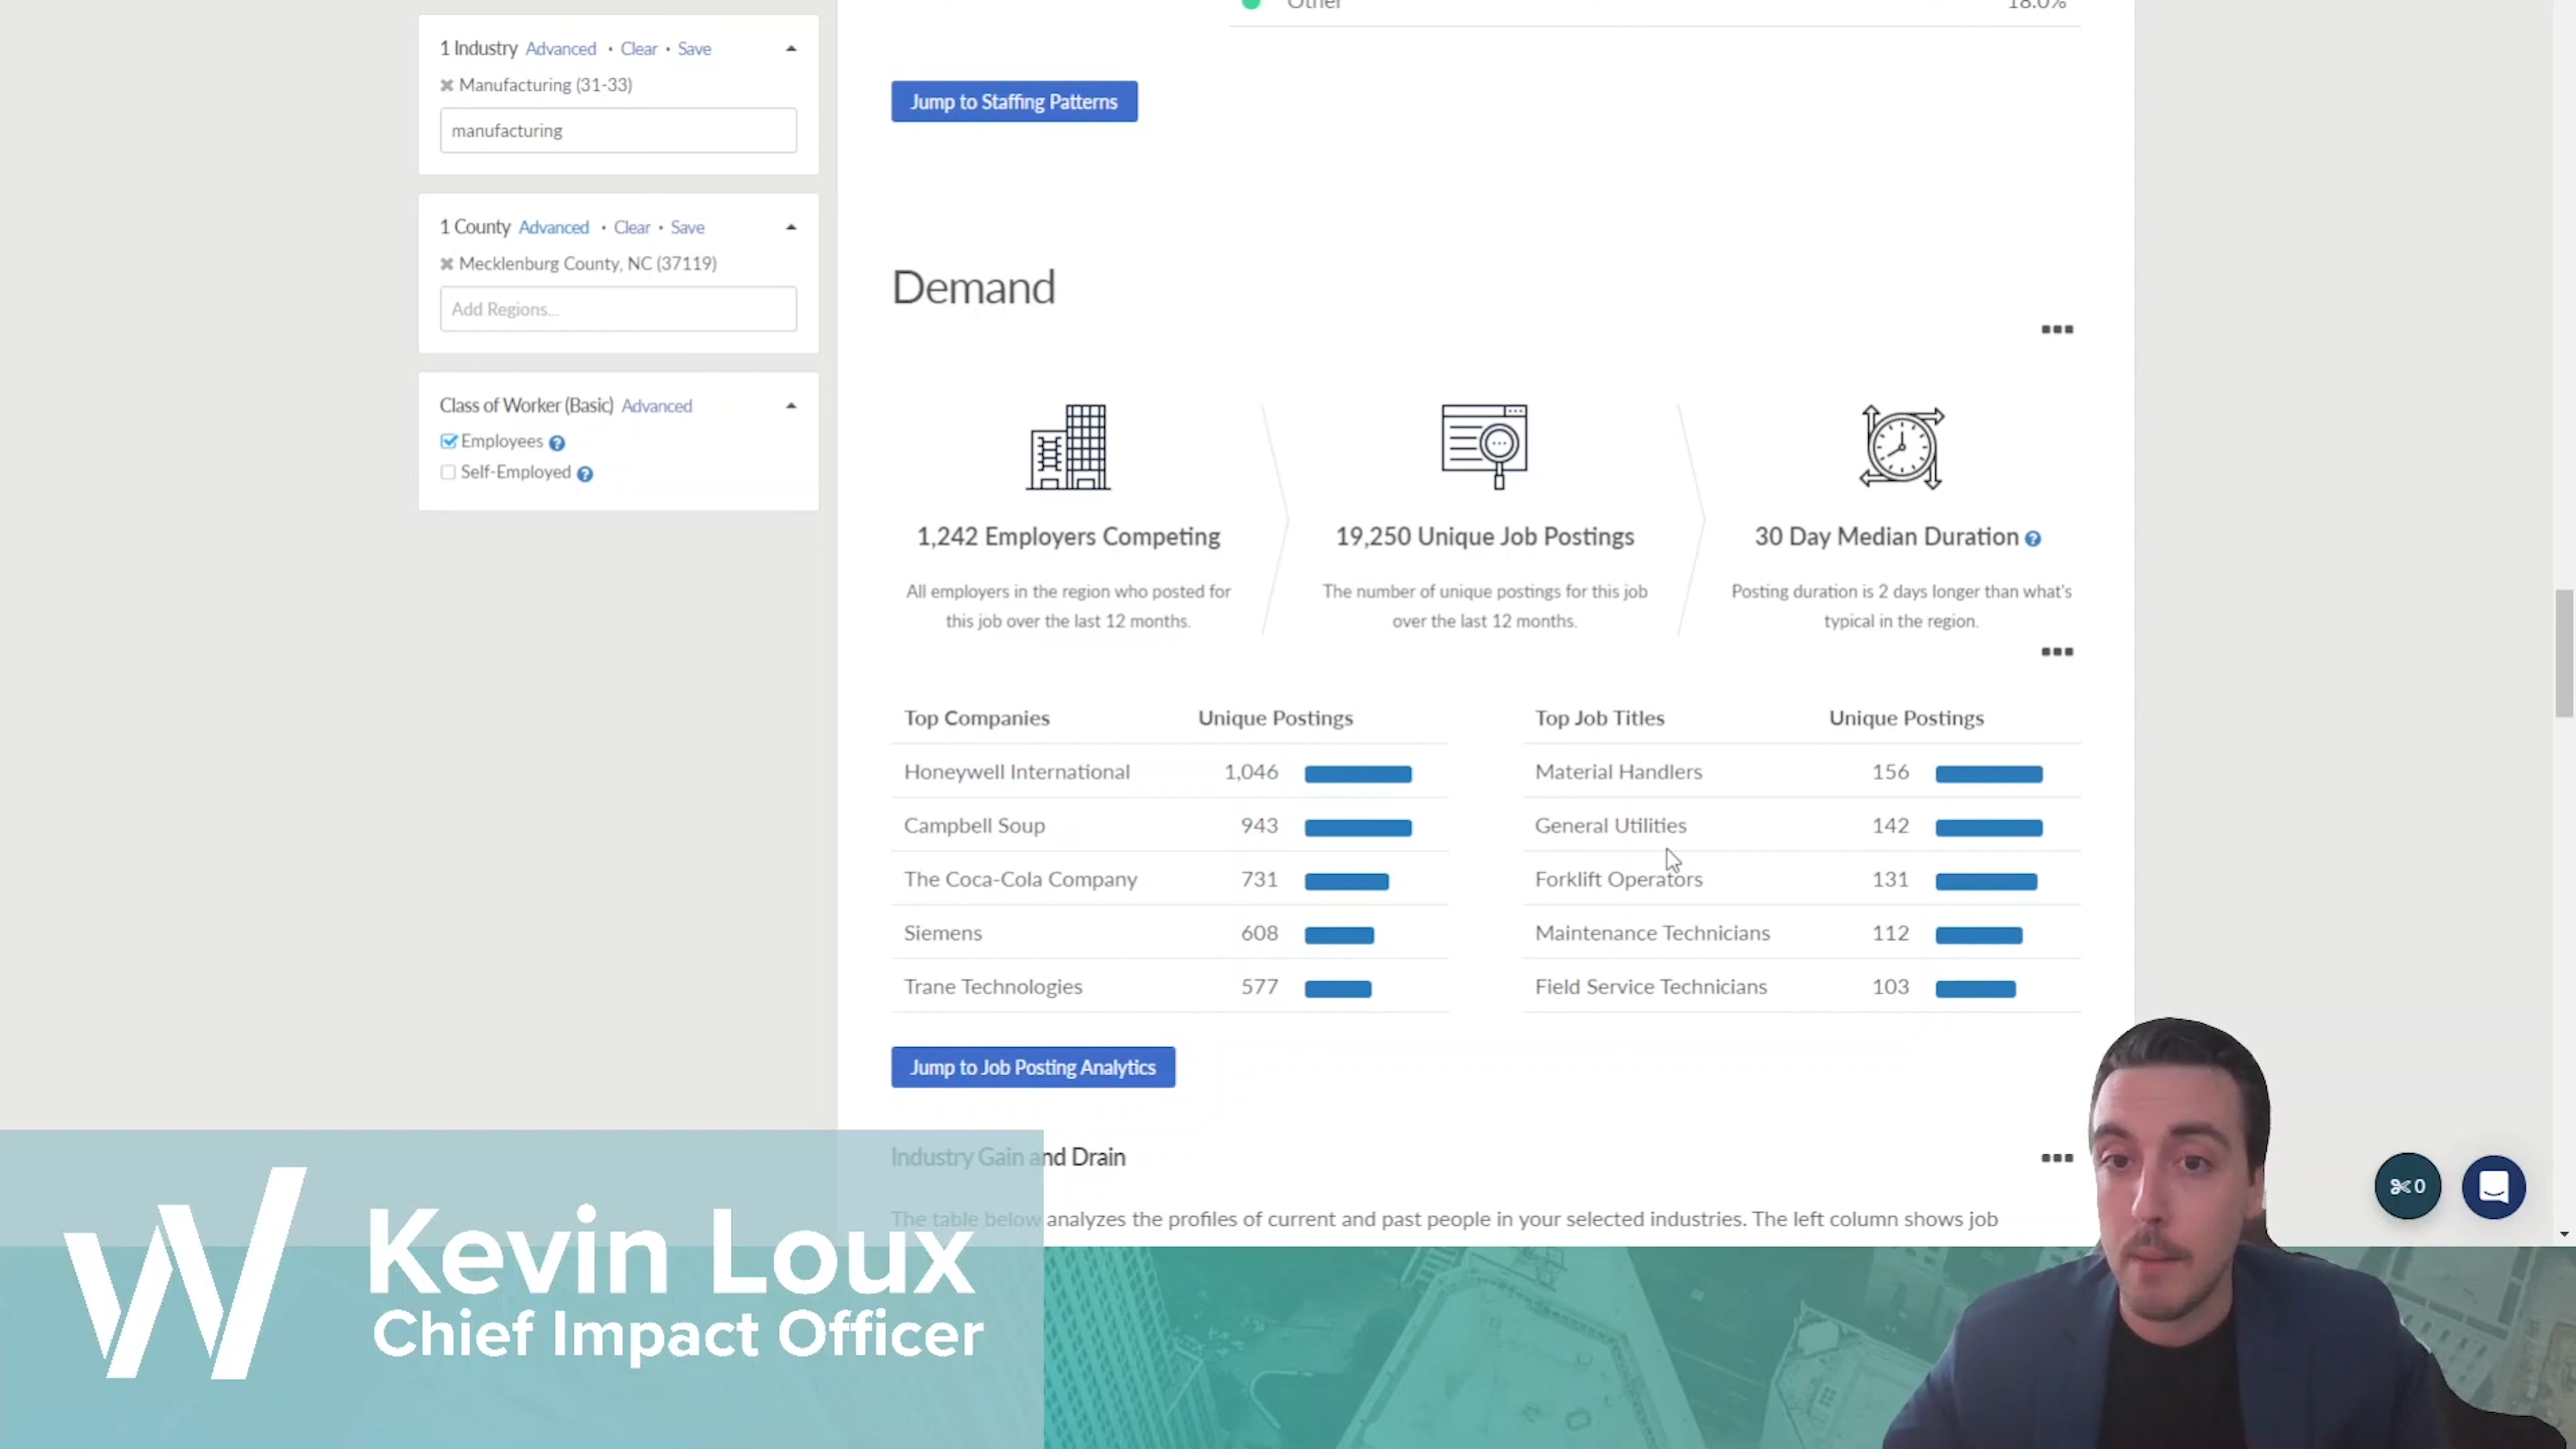 Other 18.0%
1 Industry Advanced • Clear • Save
✖ Manufacturing (31-33)
manufacturing
Jump to Staffing Patterns
1 County Advanced • Clear • Save
✖ Mecklenburg County, NC (37119)
Add Regions...
Class of Worker (Basic) Advanced
Employees ?
Self-Employed ?
Demand
1,242 Employers Competing
All employers in the region who posted for
this job over the last 12 months.
19,250 Unique Job Postings
The number of unique postings for this job
over the last 12 months.
30 Day Median Duration ?
Posting duration is 2 days longer than what's
typical in the region.
Top Companies Unique Postings
Honeywell International 1,046
Campbell Soup 943
The Coca-Cola Company 731
Siemens 608
Trane Technologies 577
Top Job Titles Unique Postings
Material Handlers 156
General Utilities 142
Forklift Operators 131
Maintenance Technicians 112
Field Service Technicians 103
Jump to Job Posting Analytics
Industry Gain and Drain
The table below analyzes the profiles of current and past people in your selected industries. The left column shows job
0
Kevin Loux
Chief Impact Officer